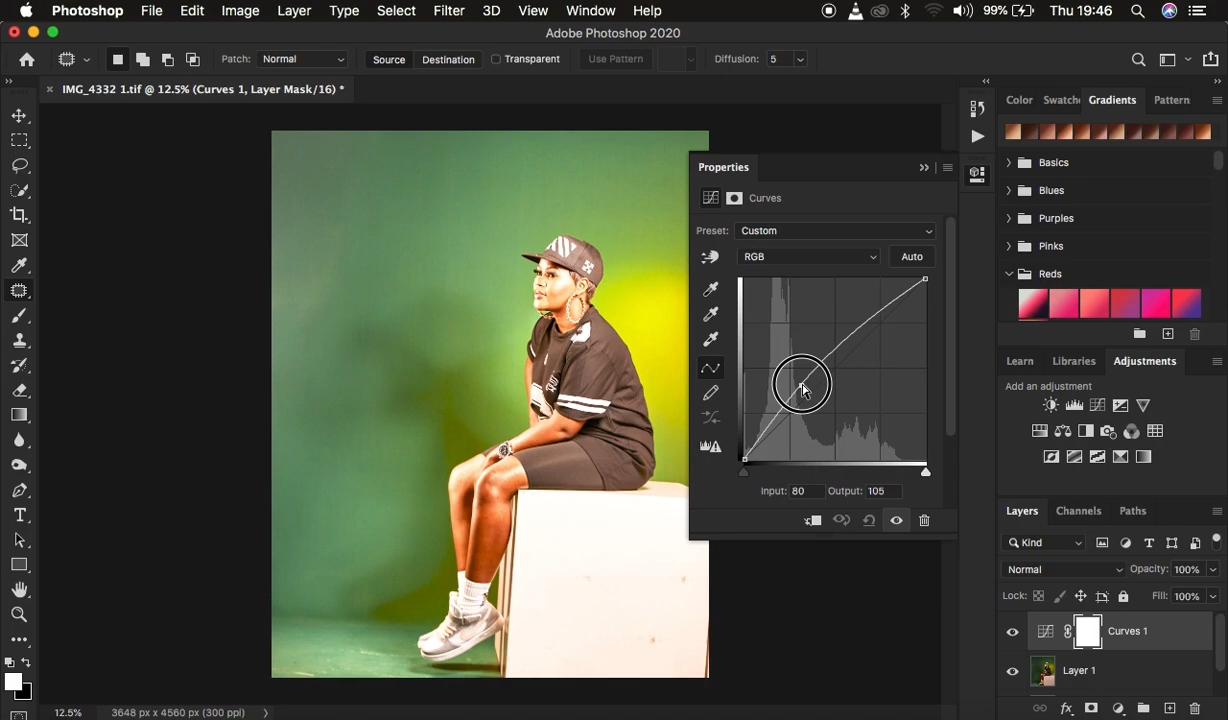 Photoshop File Edit Image Layer Type Select Filter 3D View Window Help 99% Thu 19:46
Adobe Photoshop 2020
Patch: Normal Source Destination Transparent Use Pattern Diffusion: 5
IMG_4332 1.tif @ 12.5% (Curves 1, Layer Mask/16) *
Color Swatche Gradients Pattern
Basics
Blues
Purples
Pinks
Reds
Properties
Curves
Preset: Custom
RGB Auto
Input: 80 Output: 105
Learn Libraries Adjustments
Add an adjustment
Layers Channels Paths
Kind
Normal Opacity: 100%
Lock: Fill: 100%
Curves 1
Layer 1
12.5% 3648 px x 4560 px (300 ppi)